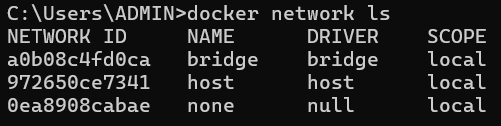 C:\Users\ADMIN>docker network ls
NETWORK ID     NAME      DRIVER    SCOPE
a0b08c4fd0ca   bridge    bridge    local
972650ce7341   host      host      local
0ea8908cabae   none      null      local